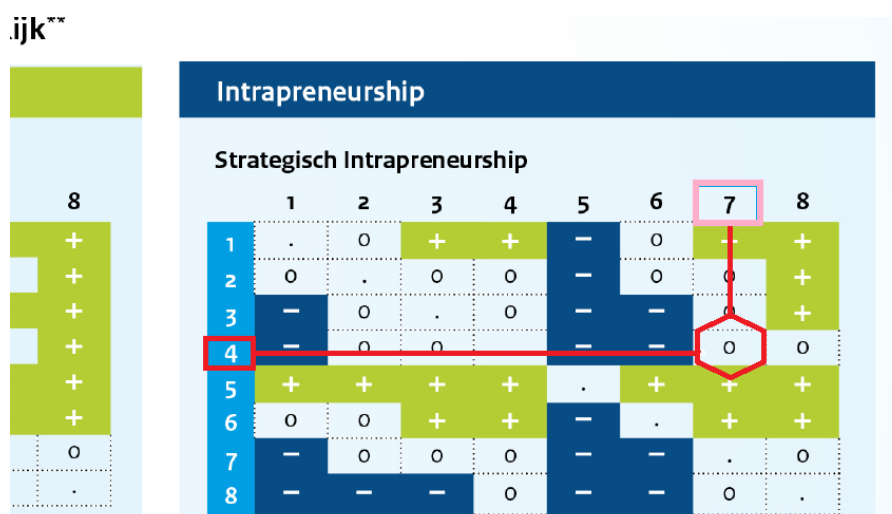 .ijk**
Intrapreneurship
Strategisch Intrapreneurship
8 1 2 3 4 5 6 7 8
+ 1 . o + + − o + +
+ 2 o . o o − o o +
+ 3 − o . o − − o +
+ 4 − o o − − o o
+ 5 + + + + . + + +
+ 6 o o + + − . + +
o 7 − o o o − − . o
. 8 − − − o − − o .